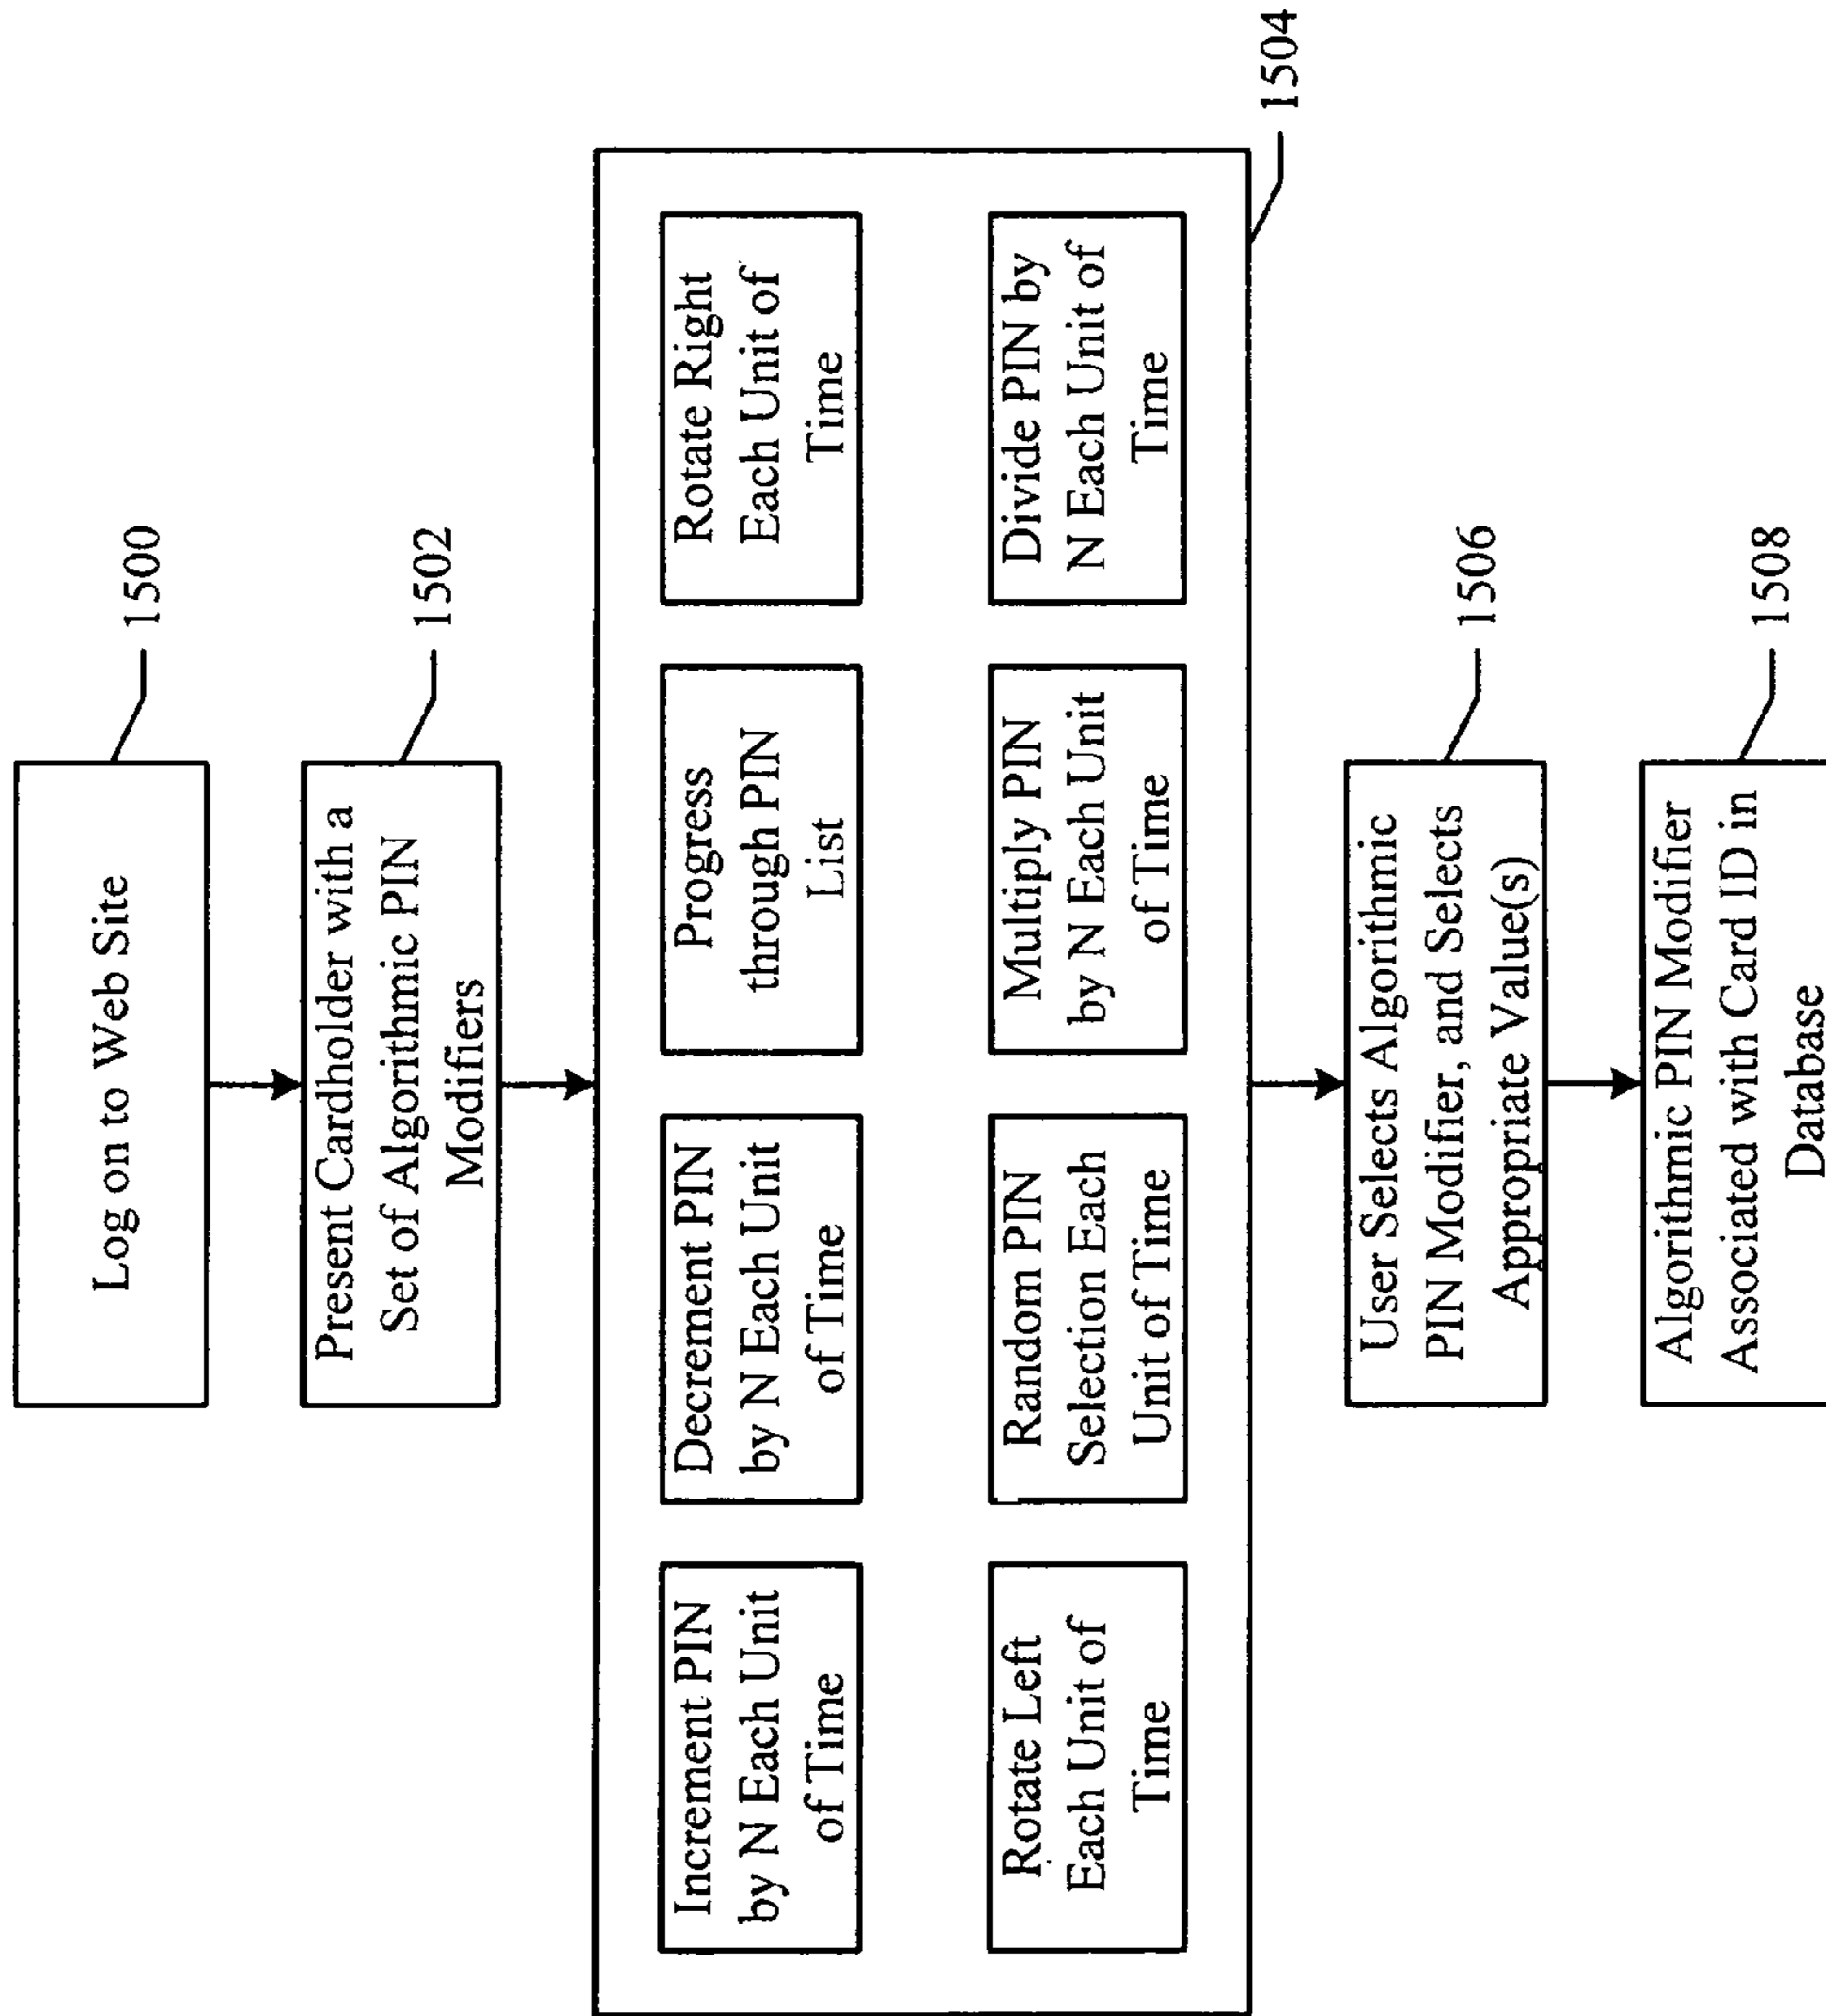 Log on to Web Site
1500
Present Cardholder with a
Set of Algorithmic PIN
Modifiers
1502
Increment PIN
by N Each Unit
of Time
Decrement PIN
by N Each Unit
of Time
Progress
through PIN
List
Rotate Right
Each Unit of
Time
Rotate Left
Each Unit of
Time
Random PIN
Selection Each
Unit of Time
Multiply PIN
by N Each Unit
of Time
Divide PIN by
N Each Unit of
Time
1504
User Selects Algorithmic
PIN Modifier, and Selects
Appropriate Value(s)
1506
Algorithmic PIN Modifier
Associated with Card ID in
Database
1508